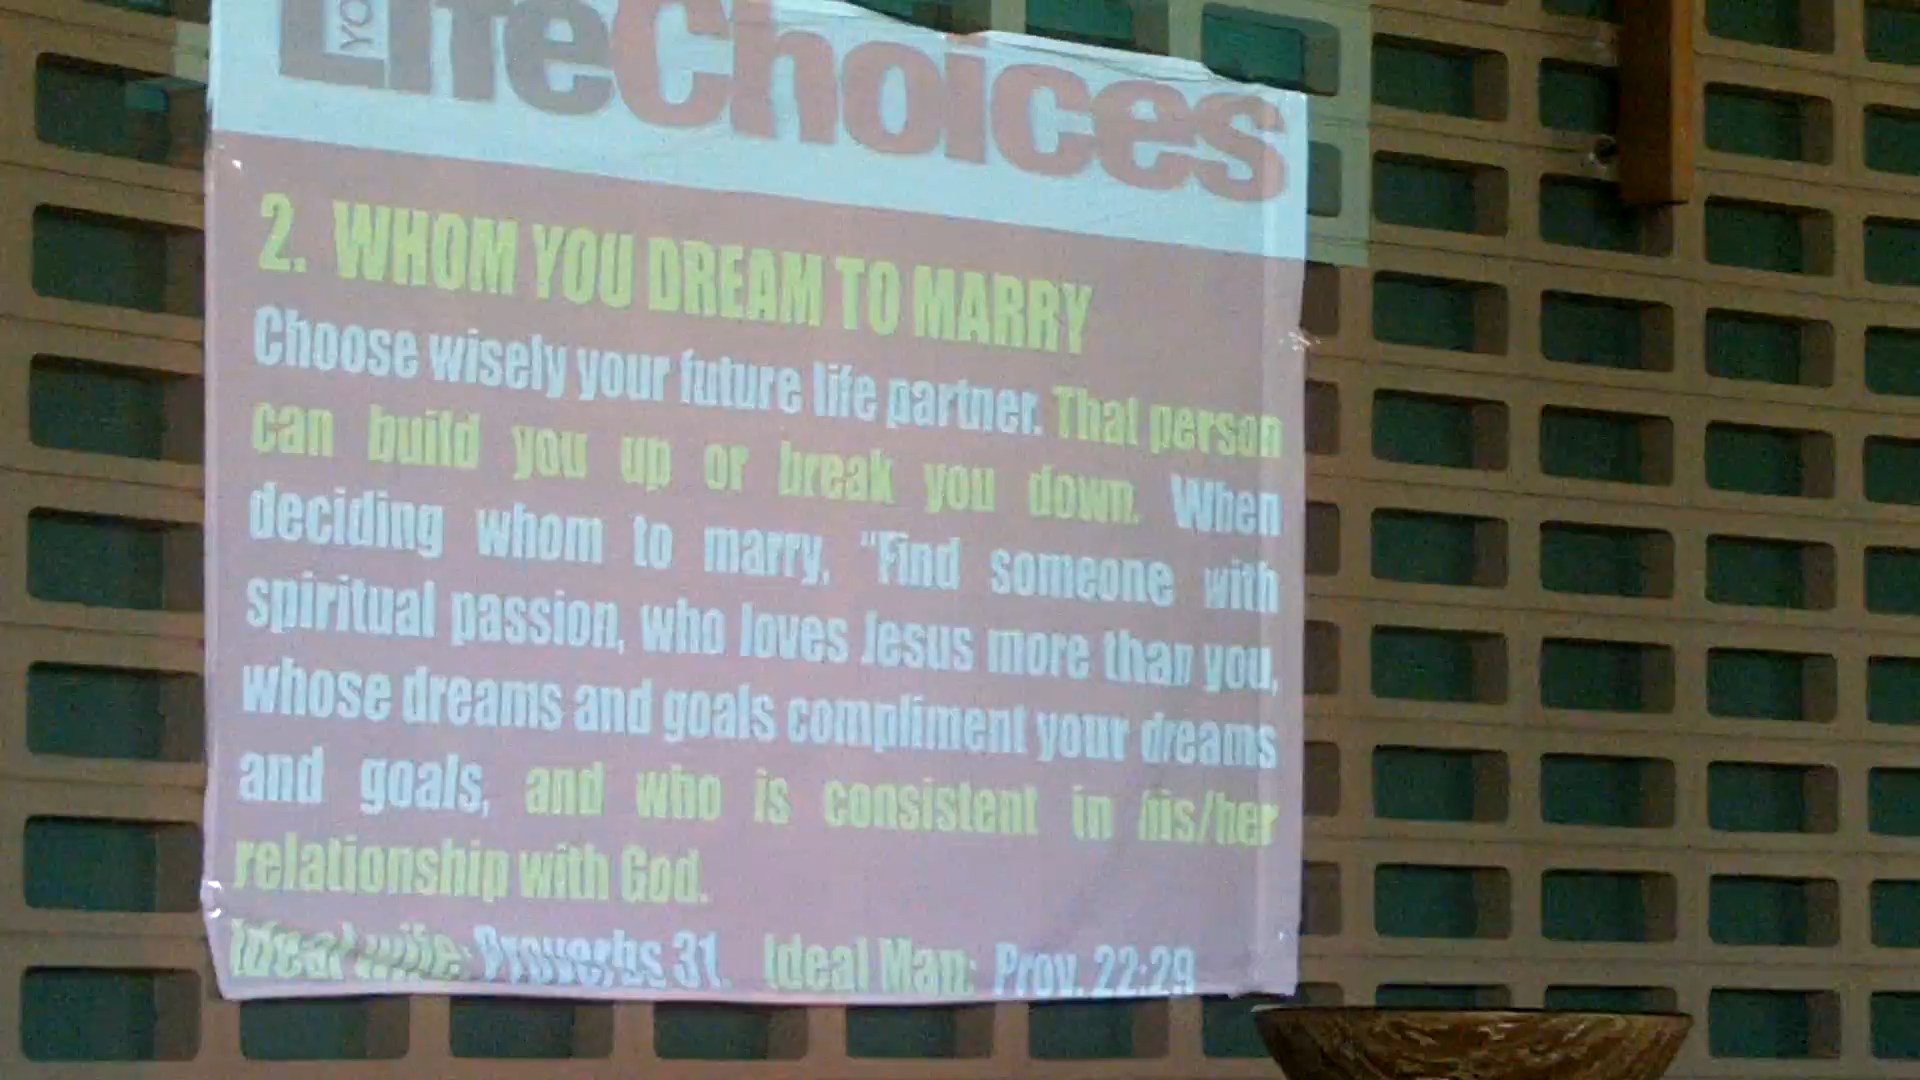 YO
LifeChoices
2. WHOM YOU DREAM TO MARRY
Choose wisely your future life partner. That person
can build you up or break you down. When
deciding whom to marry, "Find someone with
spiritual passion, who loves Jesus more than you,
whose dreams and goals compliment your dreams
and goals, and who is consistent in his/her
relationship with God.
Ideal wife: Proverbs 31. Ideal Man: Prov. 22:29